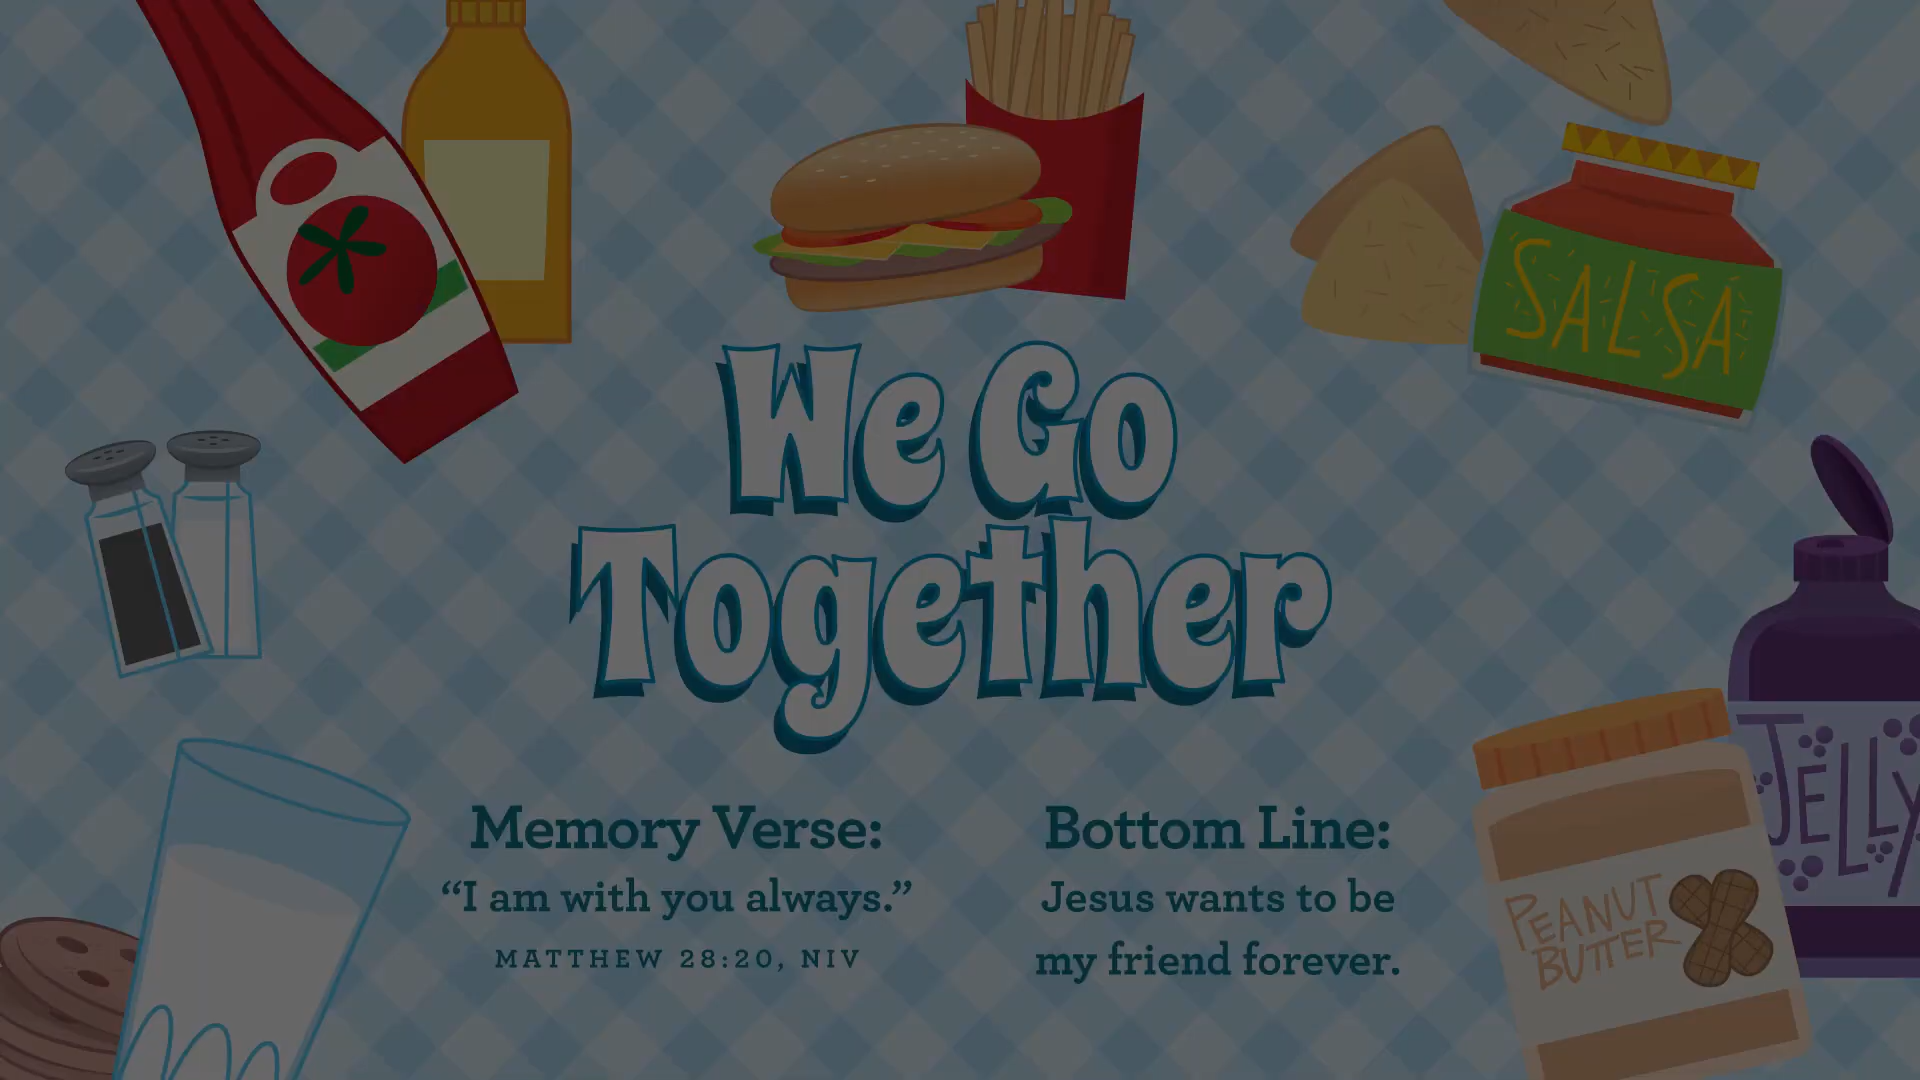 SALSA
We Go
Together
Memory Verse:
“I am with you always.”
MATTHEW 28:20, NIV
Bottom Line:
Jesus wants to be
my friend forever.
JELLY
PEANUT
BUTTER